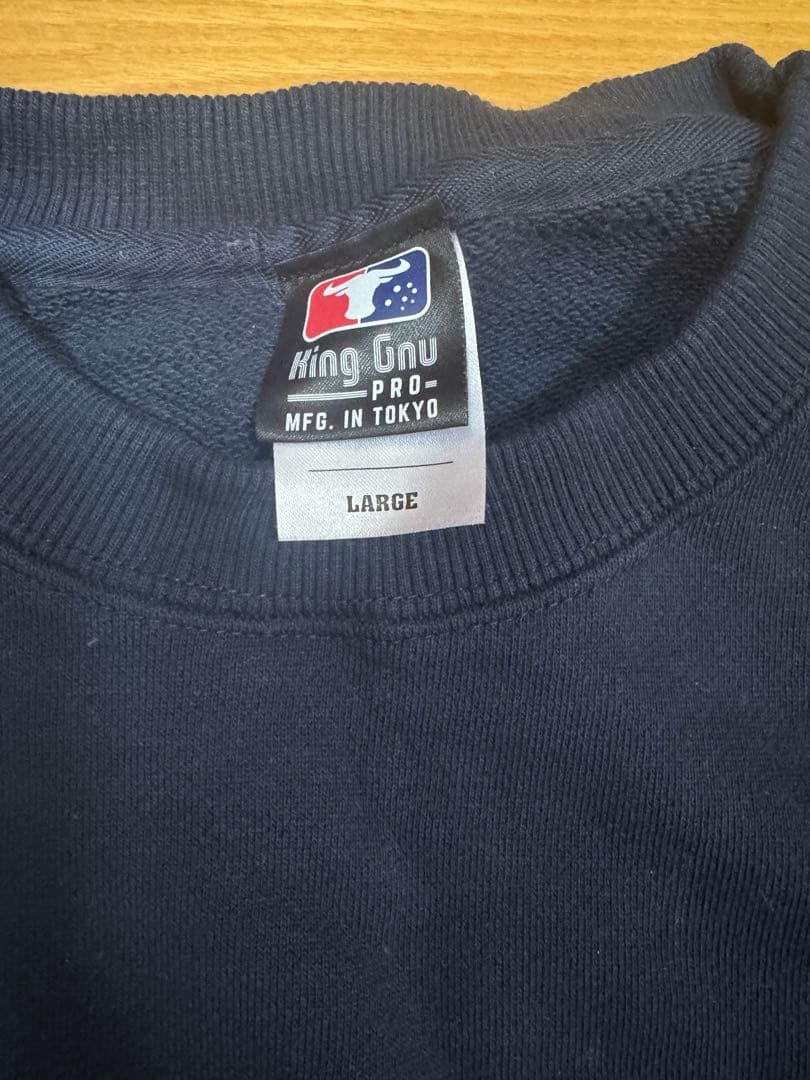 King Gnu
PRO
MFG. IN TOKYO
LARGE